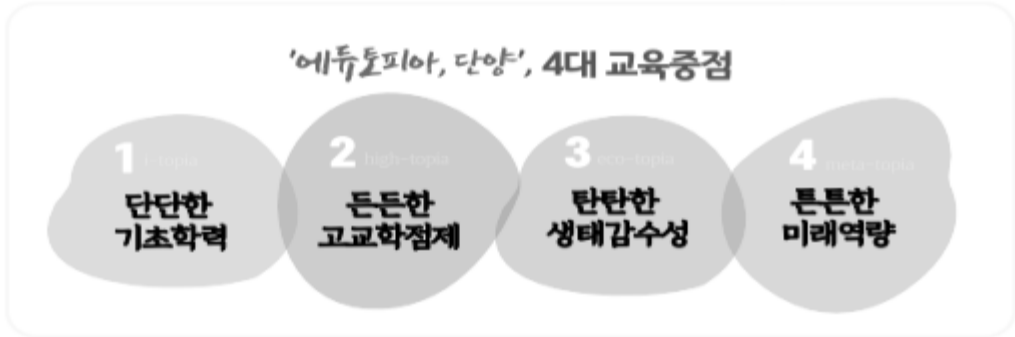 '에듀토피아, 단양', 4대 교육중점
1
단단한
기초학력
2 high-topia
든든한
고교학점제
3 eco-topia
탄탄한
생태감수성
4 meta-topia
튼튼한
미래역량